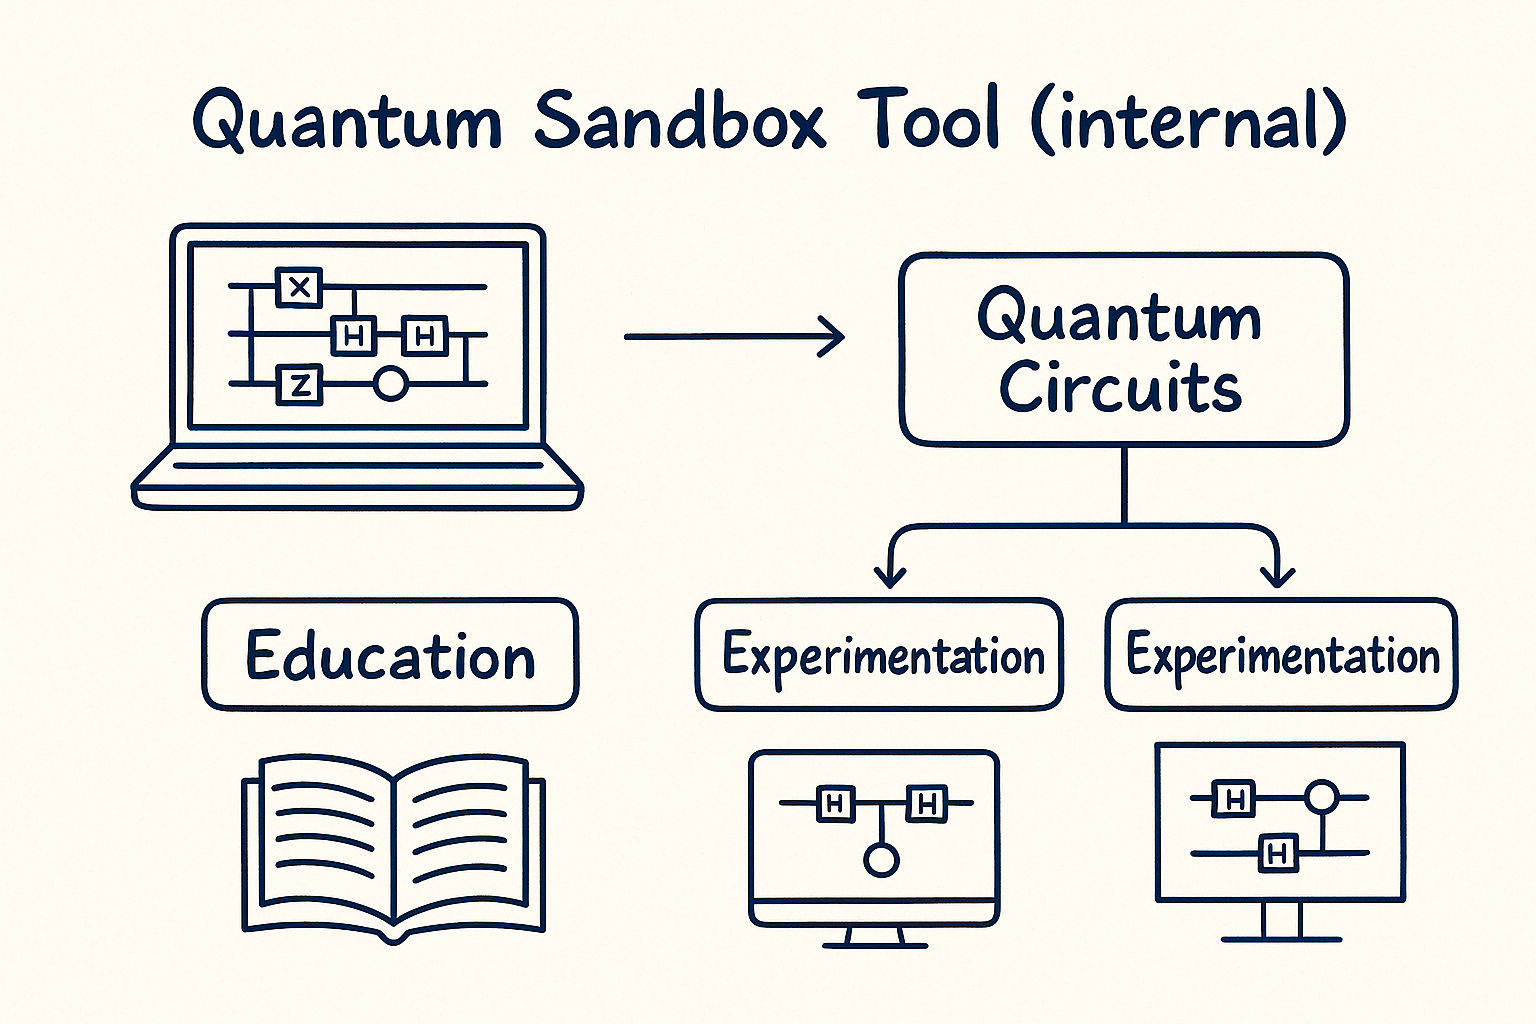 Quantum Sandbox Tool (internal)
X
H H
Z
Quantum
Circuits
Education
Experimentation
Experimentation
H H
H
H